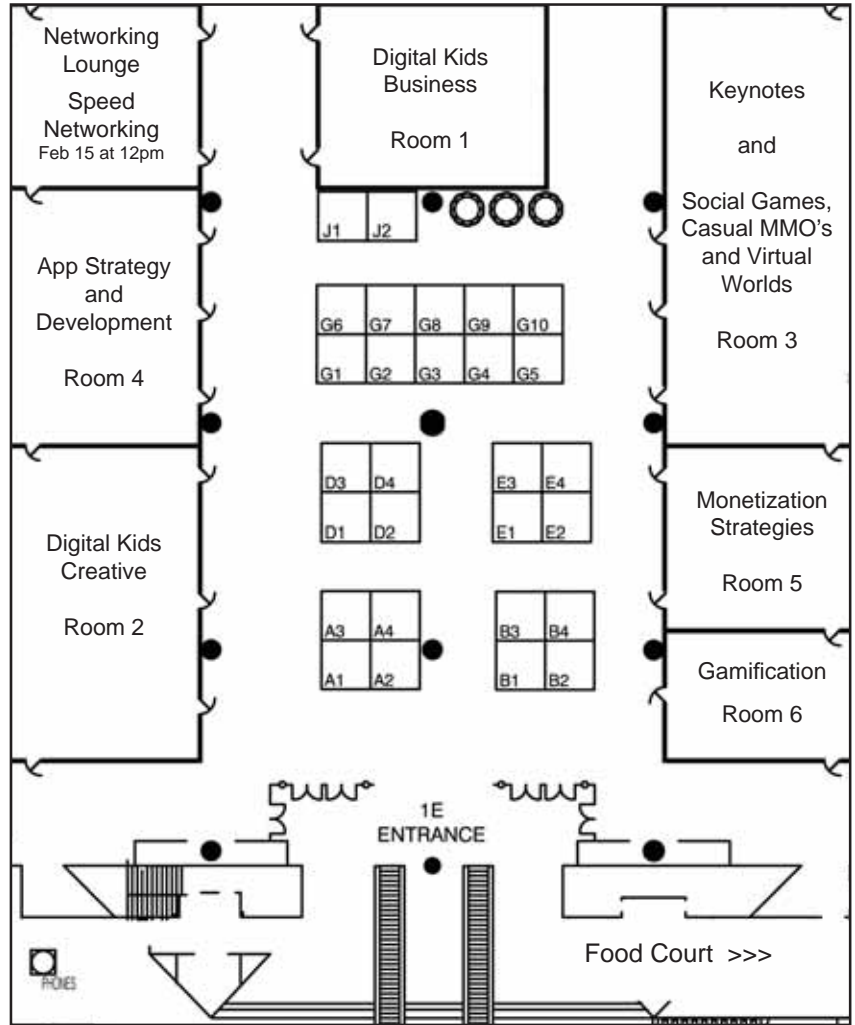 Networking
Lounge
Speed
Networking
Feb 15 at 12pm
Digital Kids
Business
Room 1
Keynotes
and
Social Games,
Casual MMO's
and Virtual
Worlds
Room 3
J1 J2
App Strategy
and
Development
Room 4
G6 G7 G8 G9 G10
G1 G2 G3 G4 G5
D3 D4 E3 E4
D1 D2 E1 E2
Digital Kids
Creative
Room 2
Monetization
Strategies
Room 5
A3 A4 B3 B4
A1 A2 B1 B2
Gamification
Room 6
1E
ENTRANCE
Food Court >>>
PHONES